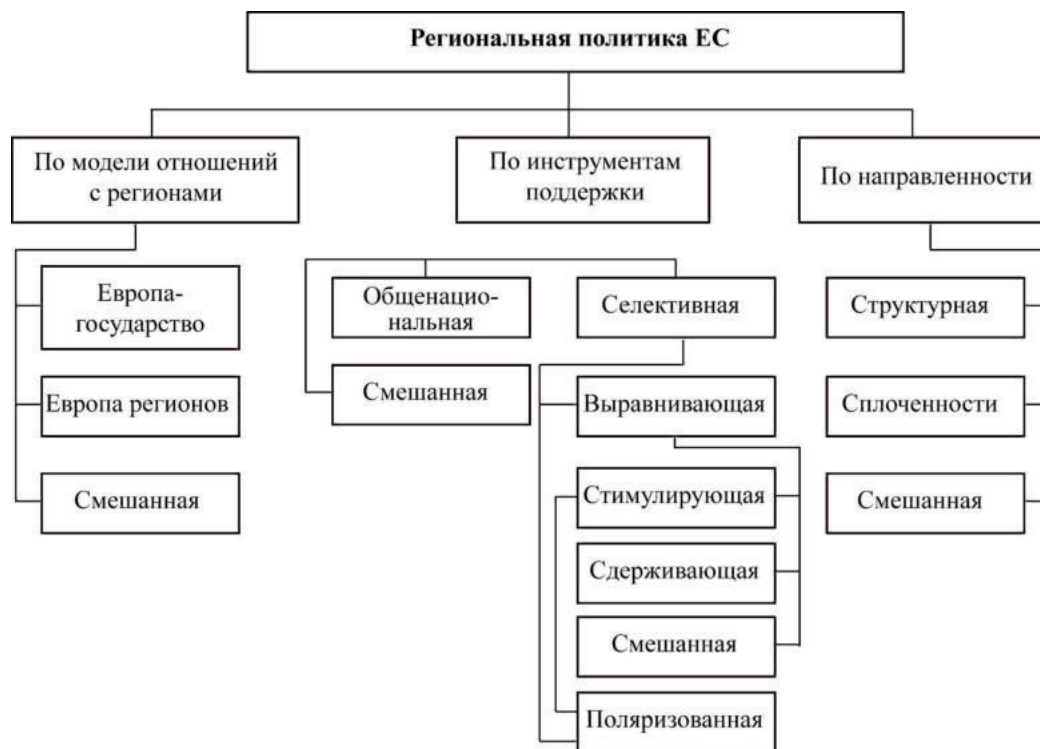 Региональная политика ЕС
По модели отношений
с регионами
По инструментам
поддержки
По направленности
Европа-
государство
Европа регионов
Смешанная
Общенацио-
нальная
Смешанная
Селективная
Выравнивающая
Стимулирующая
Сдерживающая
Смешанная
Поляризованная
Структурная
Сплоченности
Смешанная